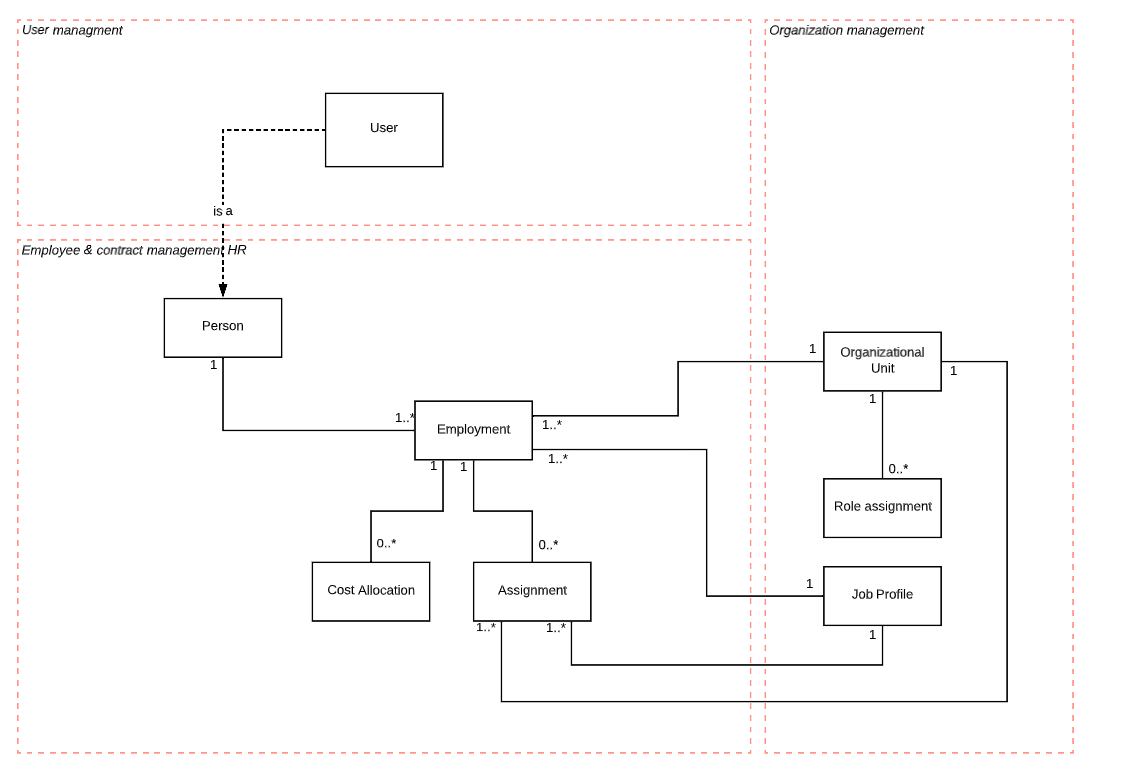 User managment
Organization management
User
is a
Employee & contract management HR
Person
1
1
Organizational
Unit
1
1
1..*
Employment
1..*
1..*
1
1
0..*
Role assignment
0..*
0..*
Cost Allocation
Assignment
1
Job Profile
1..*
1..*
1